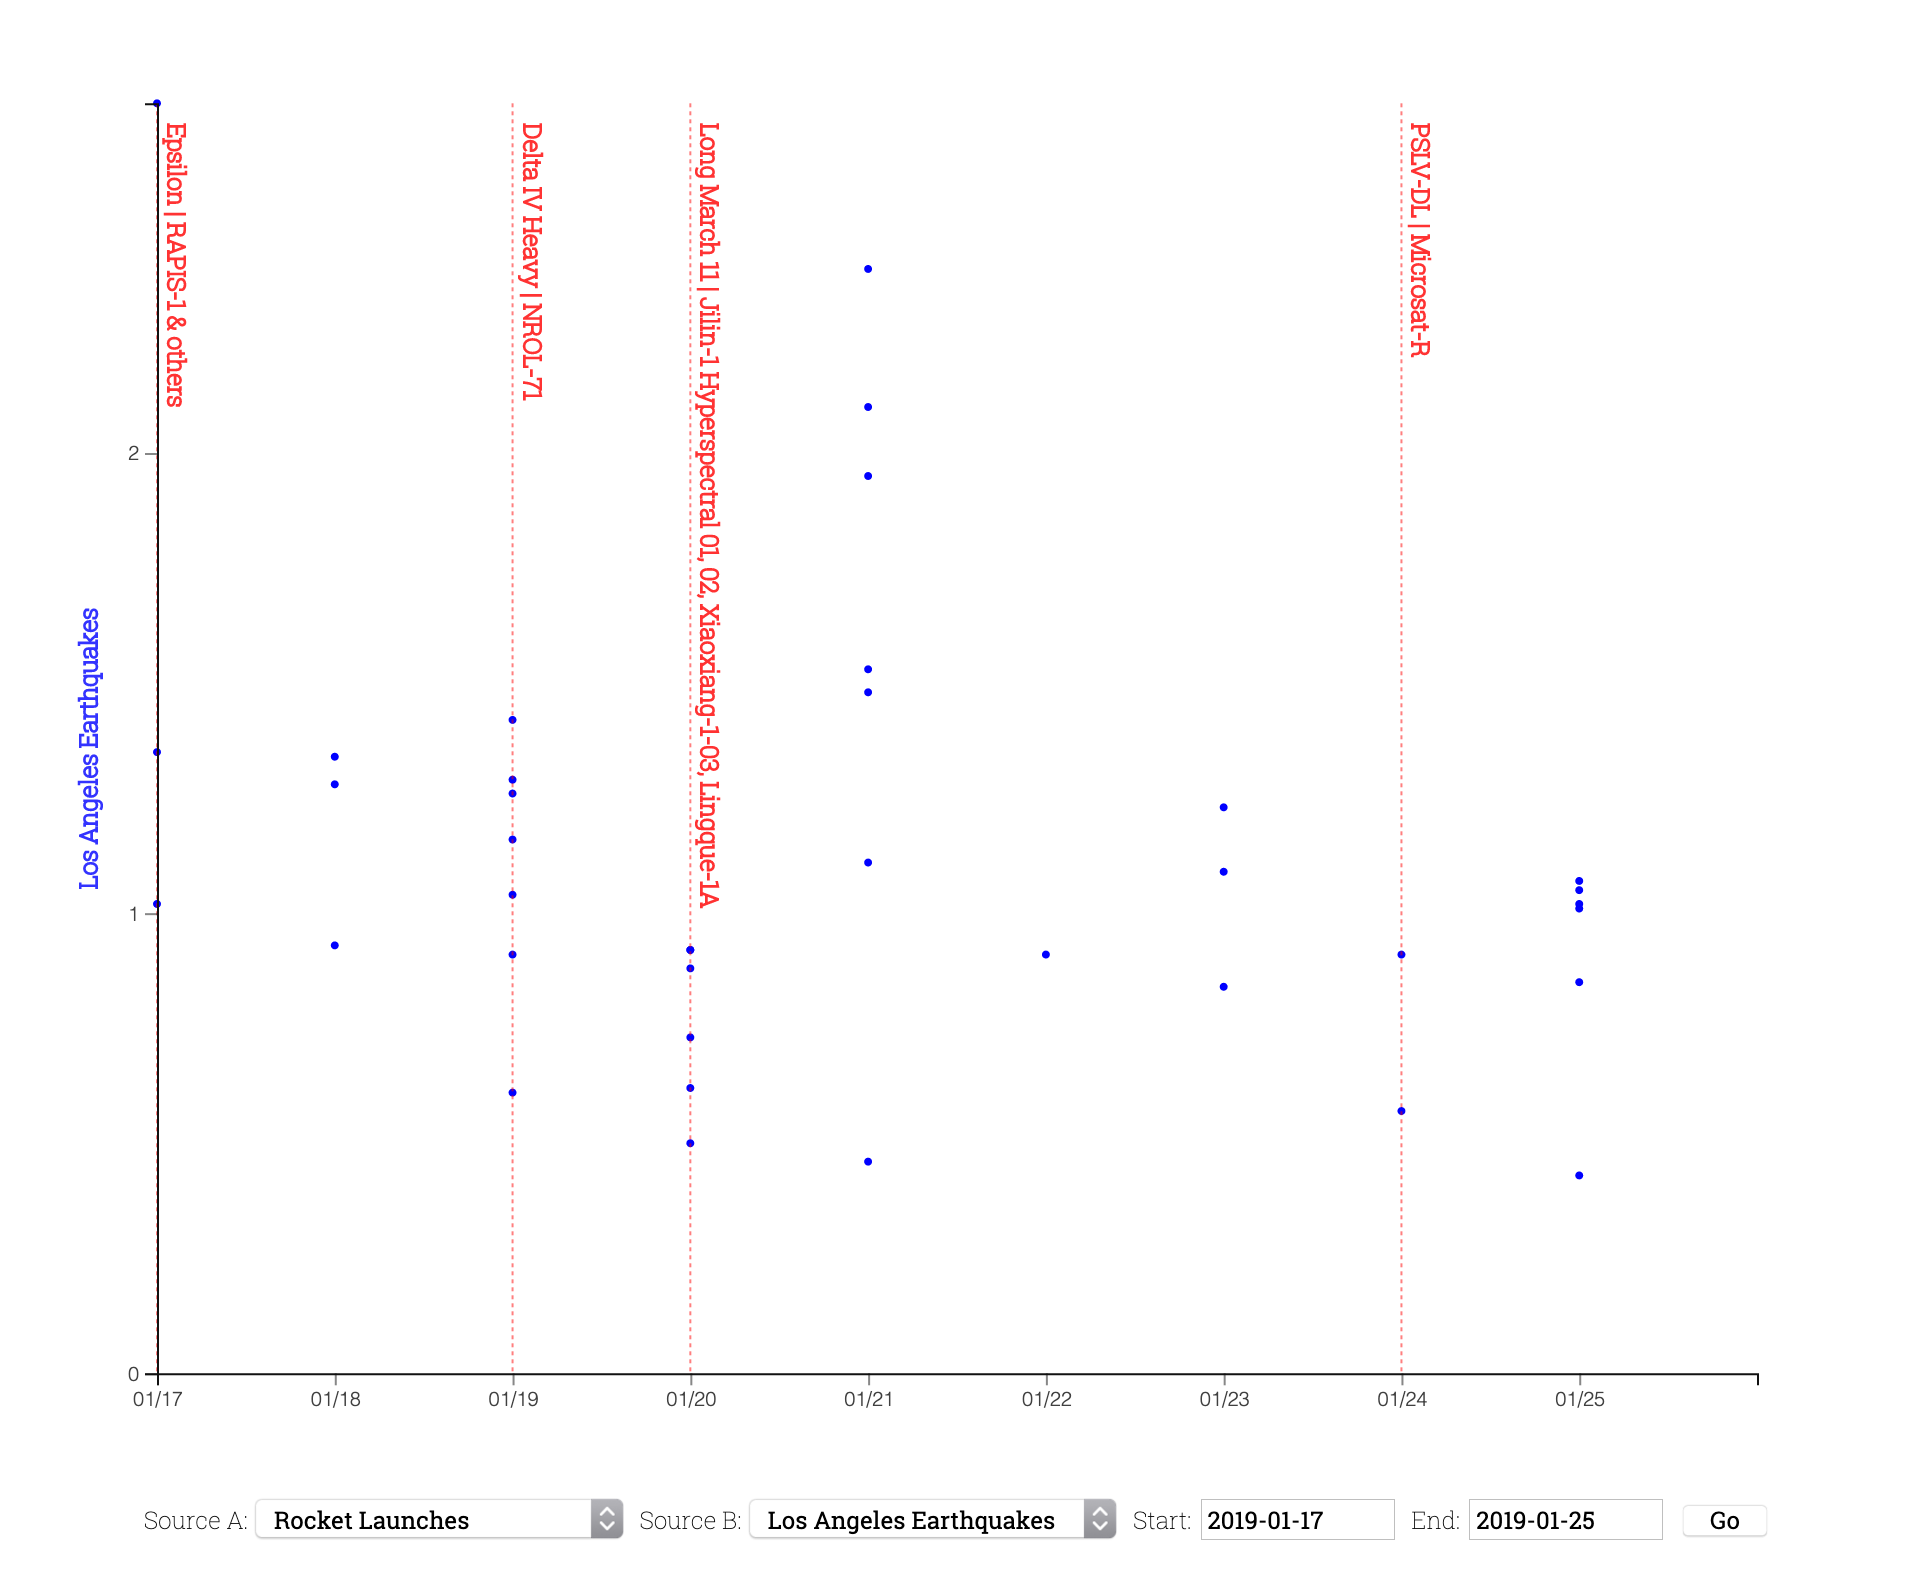 Epsilon | RAPIS-1 & others
Delta IV Heavy | NROL-71
Long March 11 | Jilin-1 Hyperspectral 01, 02, Xiaoxiang-1-03, Lingque-1A
PSLV-DL | Microsat-R
Los Angeles Earthquakes
2
1
0
01/17 01/18 01/19 01/20 01/21 01/22 01/23 01/24 01/25
Source A: Rocket Launches Source B: Los Angeles Earthquakes Start: 2019-01-17 End: 2019-01-25 Go